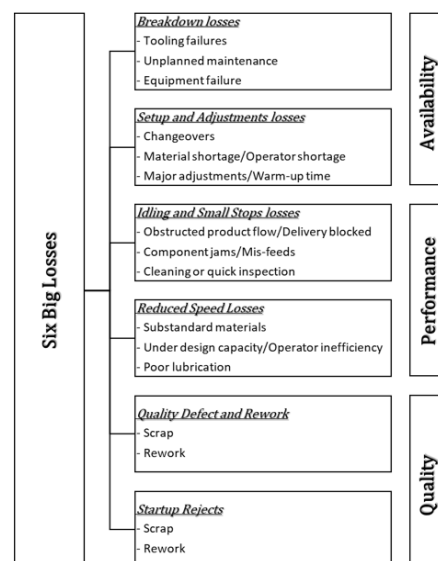 Six Big Losses
Breakdown losses
- Tooling failures
- Unplanned maintenance
- Equipment failure
Setup and Adjustments losses
- Changeovers
- Material shortage/Operator shortage
- Major adjustments/Warm-up time
Availability
Idling and Small Stops losses
- Obstructed product flow/Delivery blocked
- Component jams/Mis-feeds
- Cleaning or quick inspection
Reduced Speed Losses
- Substandard materials
- Under design capacity/Operator inefficiency
- Poor lubrication
Performance
Quality Defect and Rework
- Scrap
- Rework
Startup Rejects
- Scrap
- Rework
Quality